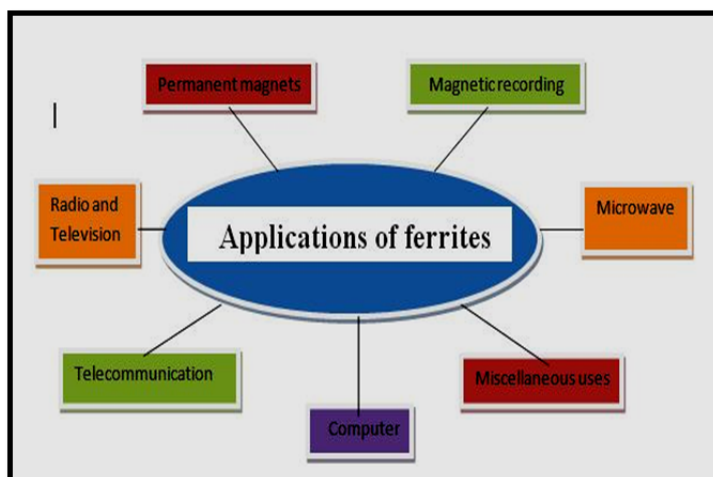 Permanent magnets
Magnetic recording
Radio and
Television
Applications of ferrites
Microwave
Telecommunication
Miscellaneous uses
Computer